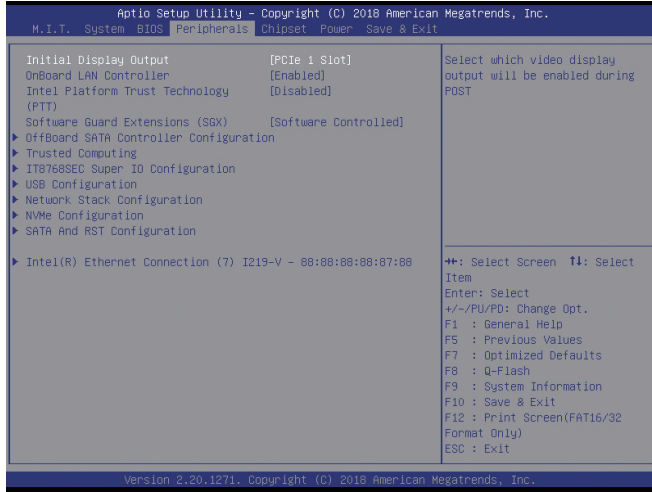 Aptio Setup Utility – Copyright (C) 2018 American Megatrends, Inc.
M.I.T. System BIOS Peripherals Chipset Power Save & Exit
Initial Display Output [PCIe 1 Slot]
OnBoard LAN Controller [Enabled]
Intel Platform Trust Technology [Disabled]
(PTT)
Software Guard Extensions (SGX) [Software Controlled]
OffBoard SATA Controller Configuration
Trusted Computing
IT8768SEC Super IO Configuration
USB Configuration
Network Stack Configuration
NVMe Configuration
SATA And RST Configuration
Intel(R) Ethernet Connection (7) I219-V – 88:88:88:88:87:88
Select which video display
output will be enabled during
POST
→←: Select Screen ↑↓: Select
Item
Enter: Select
+/-/PU/PD: Change Opt.
F1 : General Help
F5 : Previous Values
F7 : Optimized Defaults
F8 : Q-Flash
F9 : System Information
F10 : Save & Exit
F12 : Print Screen(FAT16/32
Format Only)
ESC : Exit
Version 2.20.1271. Copyright (C) 2018 American Megatrends, Inc.